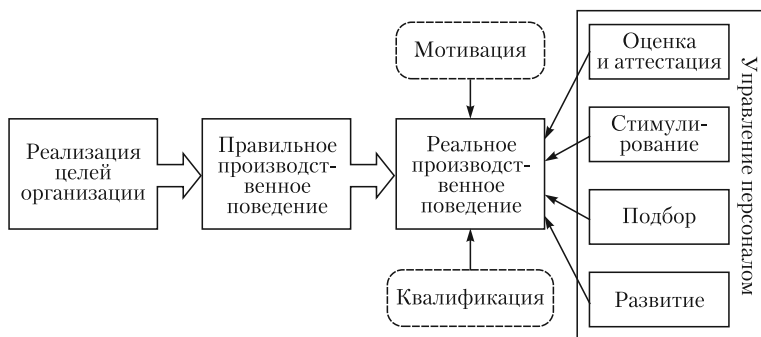 Мотивация
Реализация
целей
организации
Правильное
производст-
венное
поведение
Реальное
производст-
венное
поведение
Квалификация
Оценка
и аттестация
Стимули-
рование
Подбор
Развитие
Управление персоналом